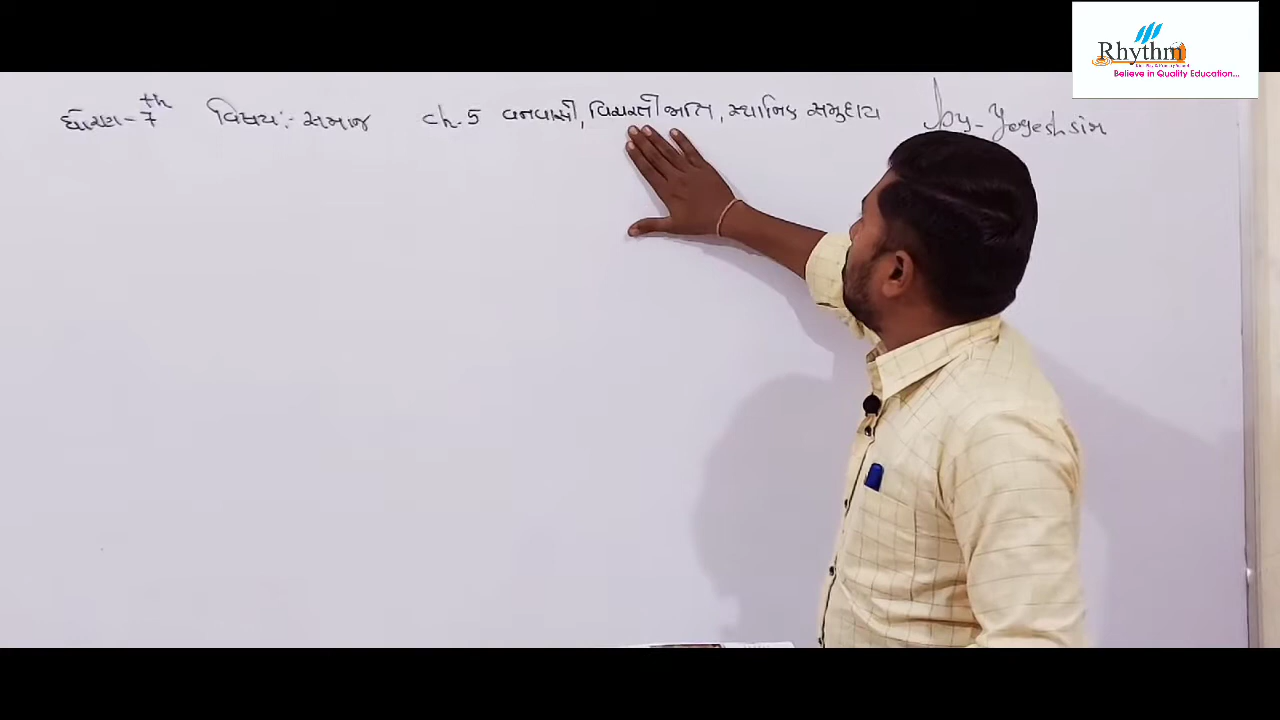 Rhythm
Believe in Quality Education...
ધોરણ - 7th વિષય :- સમાજ ch. 5 વનવાસી, વિચરતી જાતિ, સ્થાનિક સમુદાય by - Yogesh sir